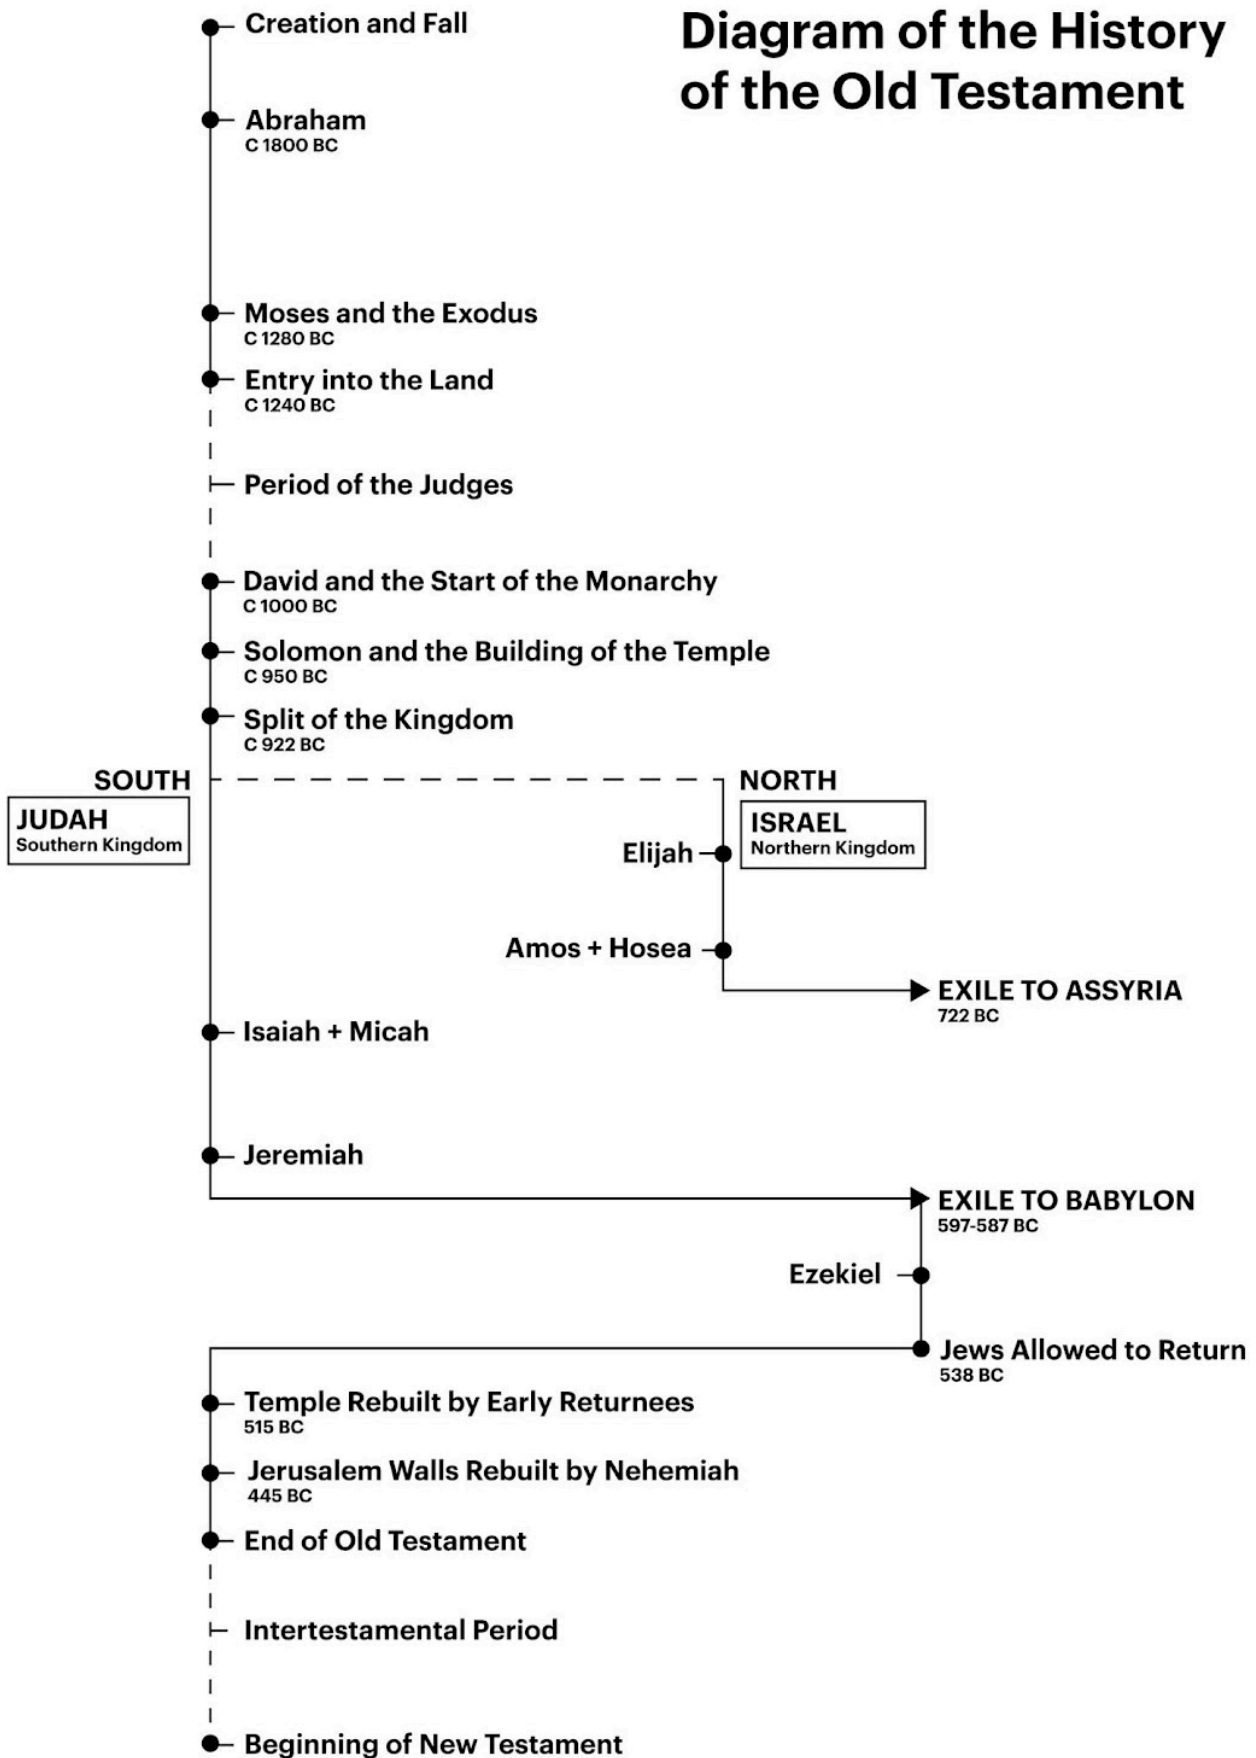 Diagram of the History
of the Old Testament
Creation and Fall
Abraham
C 1800 BC
Moses and the Exodus
C 1280 BC
Entry into the Land
C 1240 BC
Period of the Judges
David and the Start of the Monarchy
C 1000 BC
Solomon and the Building of the Temple
C 950 BC
Split of the Kingdom
C 922 BC
SOUTH
JUDAH
Southern Kingdom
NORTH
ISRAEL
Northern Kingdom
Elijah
Amos + Hosea
EXILE TO ASSYRIA
722 BC
Isaiah + Micah
Jeremiah
EXILE TO BABYLON
597-587 BC
Ezekiel
Jews Allowed to Return
538 BC
Temple Rebuilt by Early Returnees
515 BC
Jerusalem Walls Rebuilt by Nehemiah
445 BC
End of Old Testament
Intertestamental Period
Beginning of New Testament